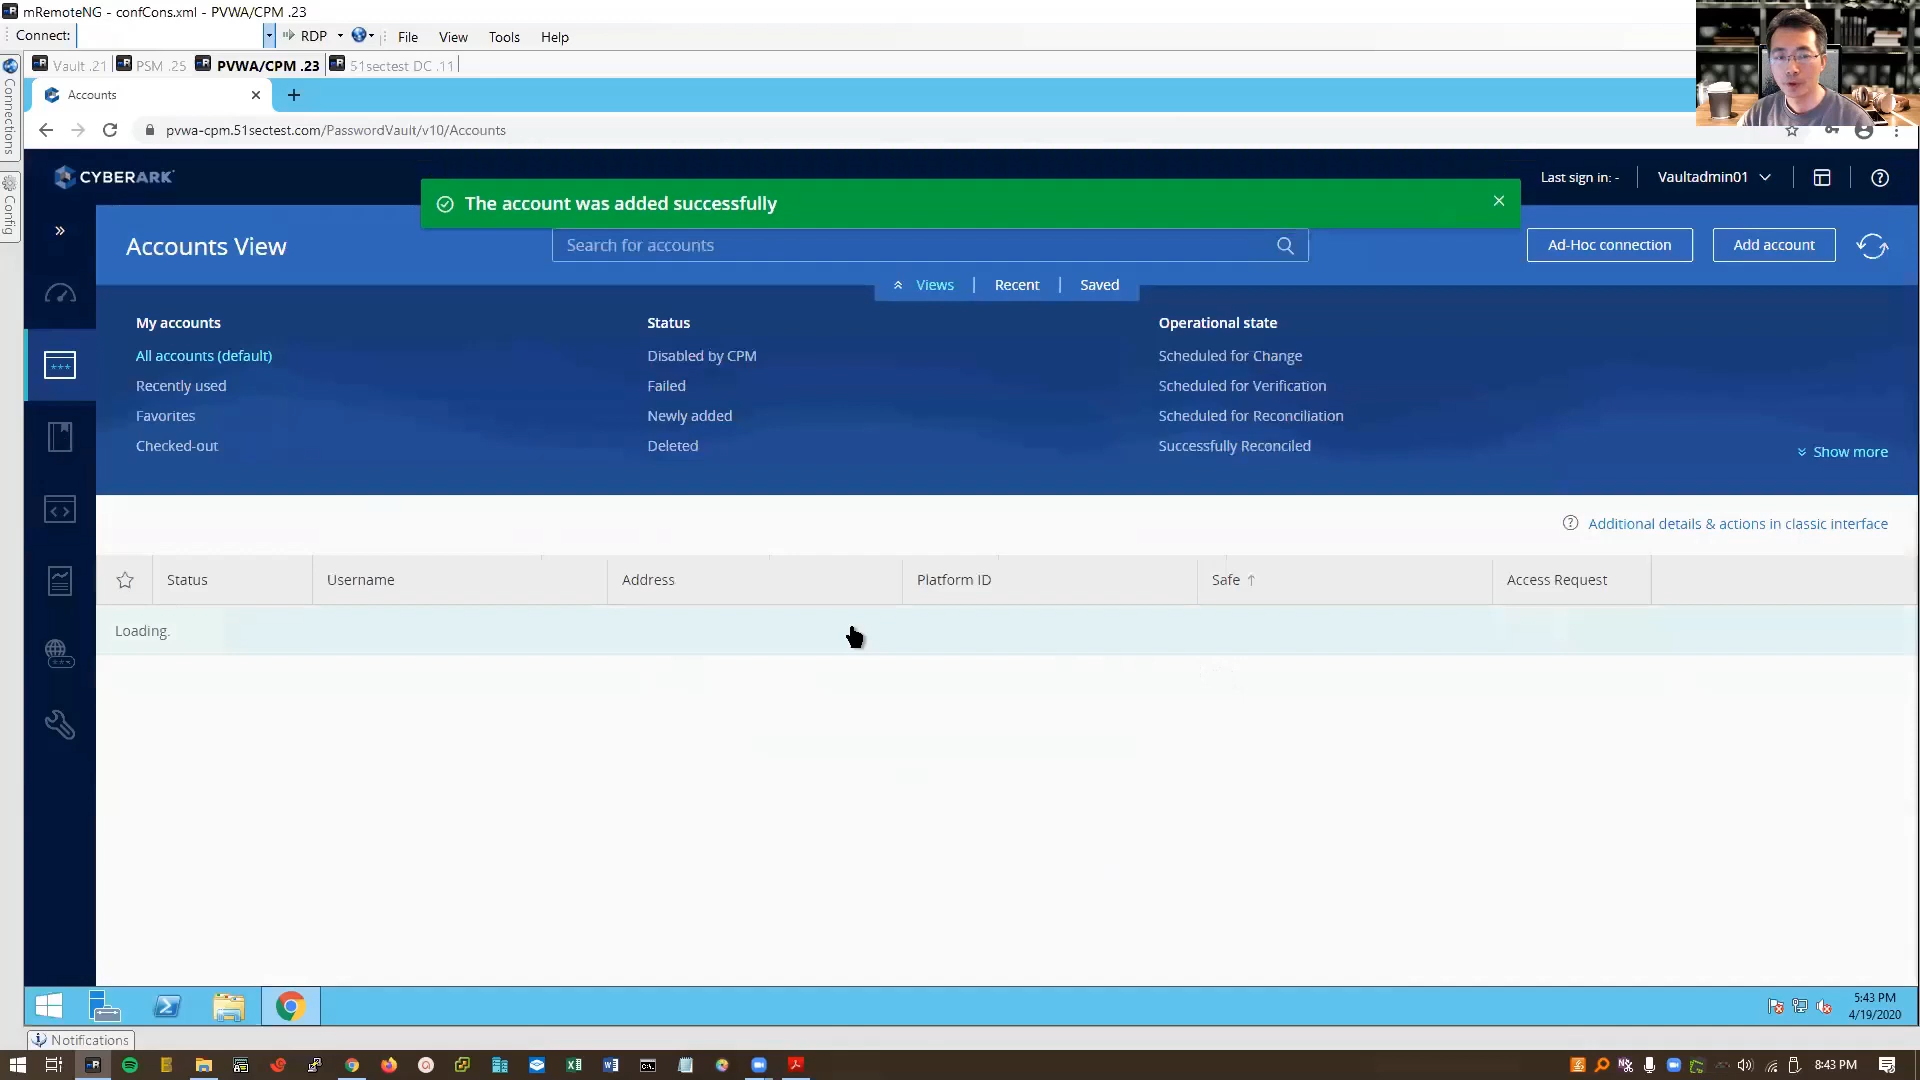 mRemoteNG - confCons.xml - PVWA/CPM .23
Connect: RDP File View Tools Help
Vault .21 PSM .25 PVWA/CPM .23 51sectest DC .11
Connections
Config
Accounts
pvwa-cpm.51sectest.com/PasswordVault/v10/Accounts
CYBERARK
Last sign in: - Vaultadmin01
The account was added successfully
Accounts View
Search for accounts
Ad-Hoc connection
Add account
Views Recent Saved
My accounts
All accounts (default)
Recently used
Favorites
Checked-out
Status
Disabled by CPM
Failed
Newly added
Deleted
Operational state
Scheduled for Change
Scheduled for Verification
Scheduled for Reconciliation
Successfully Reconciled
Show more
Additional details & actions in classic interface
Status Username Address Platform ID Safe Access Request
Loading.
5:43 PM
4/19/2020
Notifications
8:43 PM